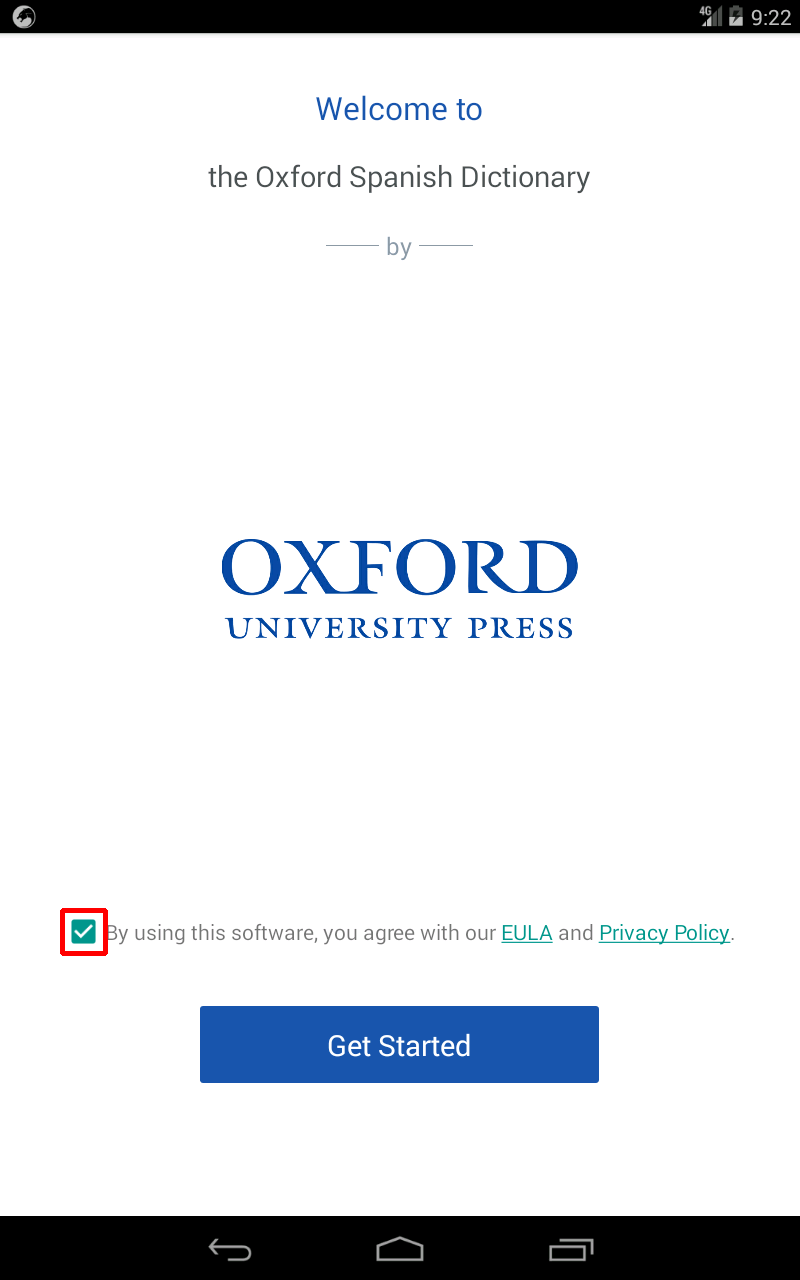 4G 9:22
Welcome to
the Oxford Spanish Dictionary
by
OXFORD
UNIVERSITY PRESS
By using this software, you agree with our EULA and Privacy Policy.
Get Started